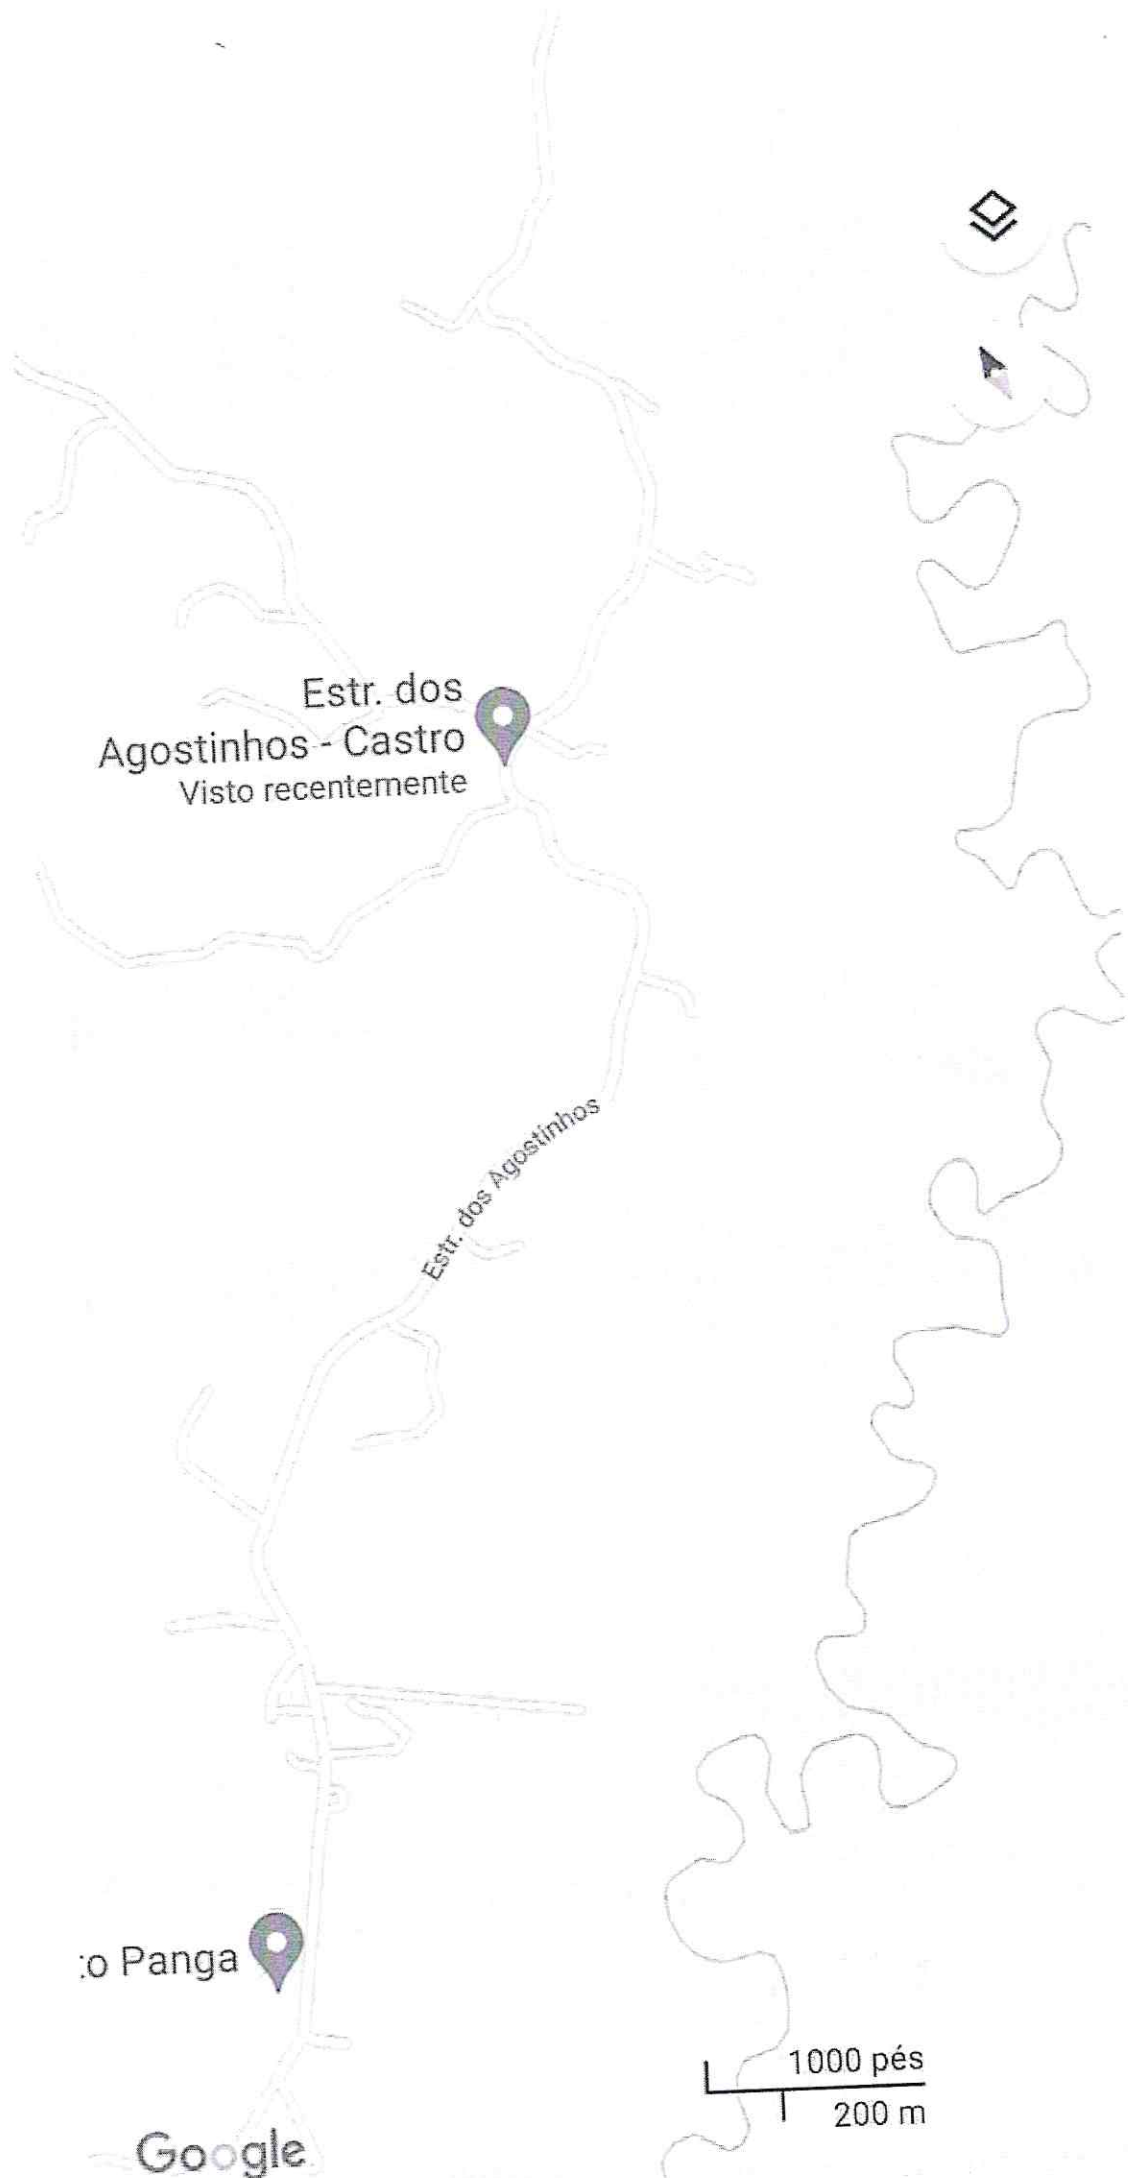 Estr. dos
Agostinhos - Castro
Visto recentemente
Estr. dos Agostinhos
:o Panga
1000 pés
200 m
Google